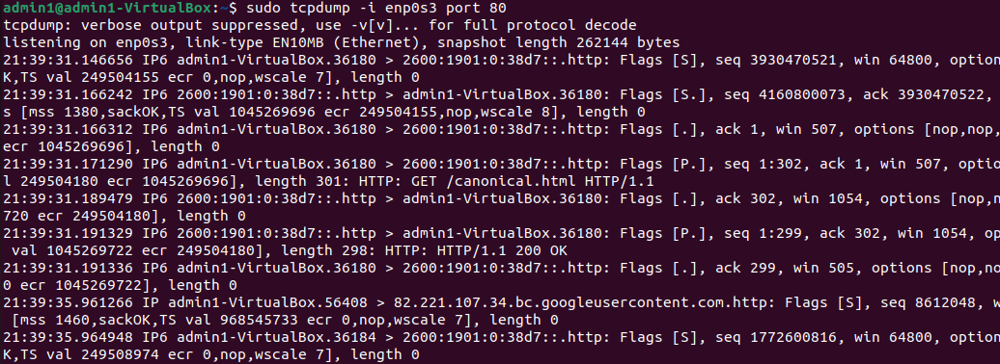 admin1@admin1-VirtualBox:~$ sudo tcpdump -i enp0s3 port 80
tcpdump: verbose output suppressed, use -v[v]... for full protocol decode
listening on enp0s3, link-type EN10MB (Ethernet), snapshot length 262144 bytes
21:39:31.146656 IP6 admin1-VirtualBox.36180 > 2600:1901:0:38d7::.http: Flags [S], seq 3930470521, win 64800, option
K,TS val 249504155 ecr 0,nop,wscale 7], length 0
21:39:31.166242 IP6 2600:1901:0:38d7::.http > admin1-VirtualBox.36180: Flags [S.], seq 4160800073, ack 3930470522,
s [mss 1380,sackOK,TS val 1045269696 ecr 249504155,nop,wscale 8], length 0
21:39:31.166312 IP6 admin1-VirtualBox.36180 > 2600:1901:0:38d7::.http: Flags [.], ack 1, win 507, options [nop,nop,
ecr 1045269696], length 0
21:39:31.171290 IP6 admin1-VirtualBox.36180 > 2600:1901:0:38d7::.http: Flags [P.], seq 1:302, ack 1, win 507, optio
l 249504180 ecr 1045269696], length 301: HTTP: GET /canonical.html HTTP/1.1
21:39:31.189479 IP6 2600:1901:0:38d7::.http > admin1-VirtualBox.36180: Flags [.], ack 302, win 1054, options [nop,n
720 ecr 249504180], length 0
21:39:31.191329 IP6 2600:1901:0:38d7::.http > admin1-VirtualBox.36180: Flags [P.], seq 1:299, ack 302, win 1054, op
val 1045269722 ecr 249504180], length 298: HTTP: HTTP/1.1 200 OK
21:39:31.191336 IP6 admin1-VirtualBox.36180 > 2600:1901:0:38d7::.http: Flags [.], ack 299, win 505, options [nop,no
0 ecr 1045269722], length 0
21:39:35.961266 IP admin1-VirtualBox.56408 > 82.221.107.34.bc.googleusercontent.com.http: Flags [S], seq 8612048, w
[mss 1460,sackOK,TS val 968545733 ecr 0,nop,wscale 7], length 0
21:39:35.964948 IP6 admin1-VirtualBox.36184 > 2600:1901:0:38d7::.http: Flags [S], seq 1772600816, win 64800, option
K,TS val 249508974 ecr 0,nop,wscale 7], length 0